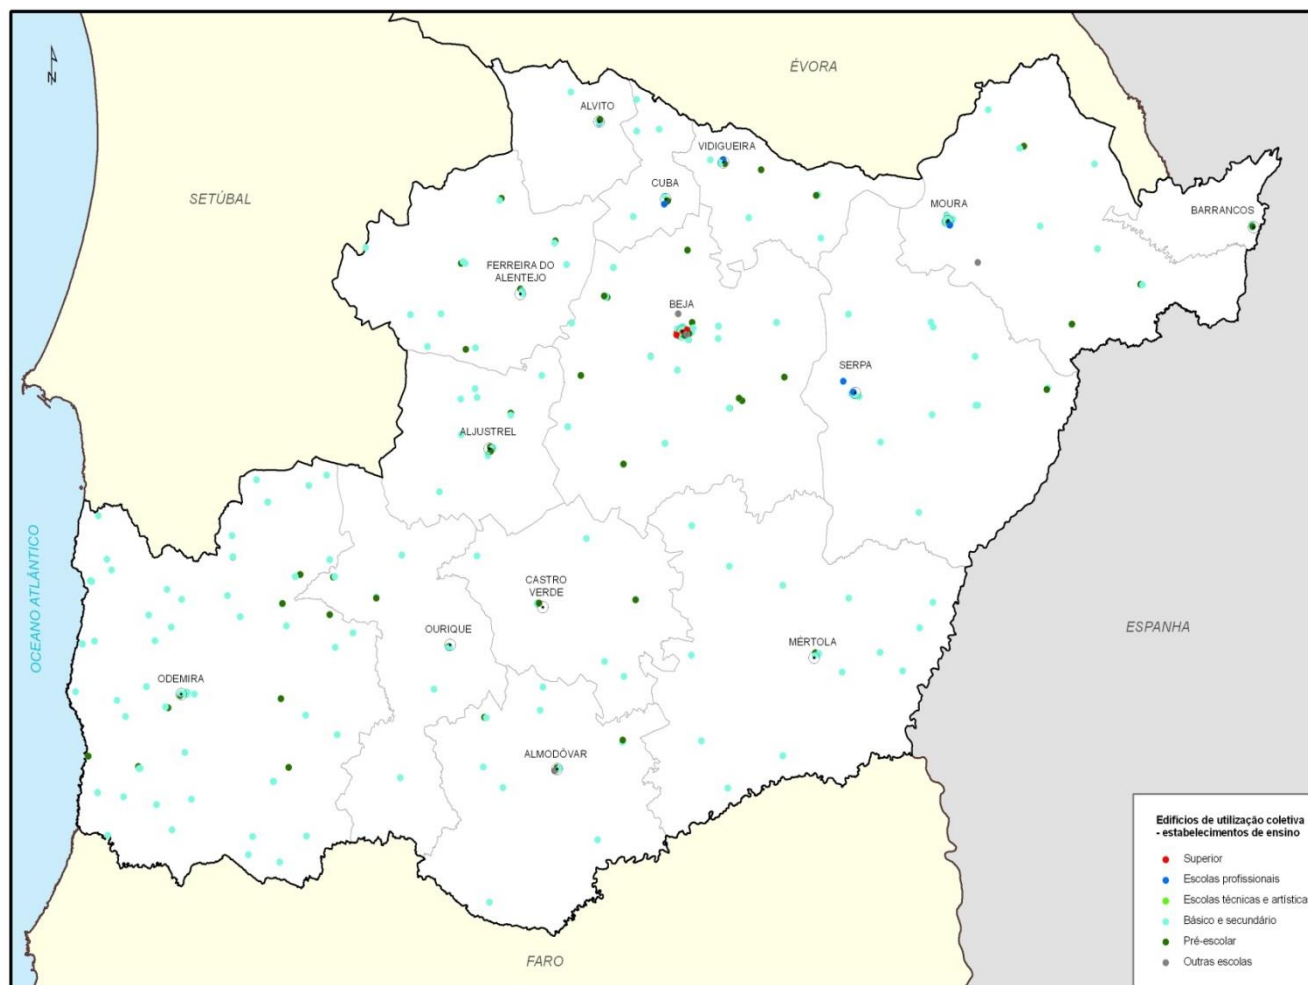 N
ÉVORA
ALVITO
VIDIGUEIRA
CUBA
SETÚBAL
MOURA
BARRANCOS
FERREIRA DO
ALENTEJO
BEJA
SERPA
ALJUSTREL
OCEANO ATLÂNTICO
CASTRO
VERDE
OURIQUE
ESPANHA
MÉRTOLA
ODEMIRA
ALMODÔVAR
FARO
Edifícios de utilização coletiva
- estabelecimentos de ensino
Superior
Escolas profissionais
Escolas técnicas e artística
Básico e secundário
Pré-escolar
Outras escolas